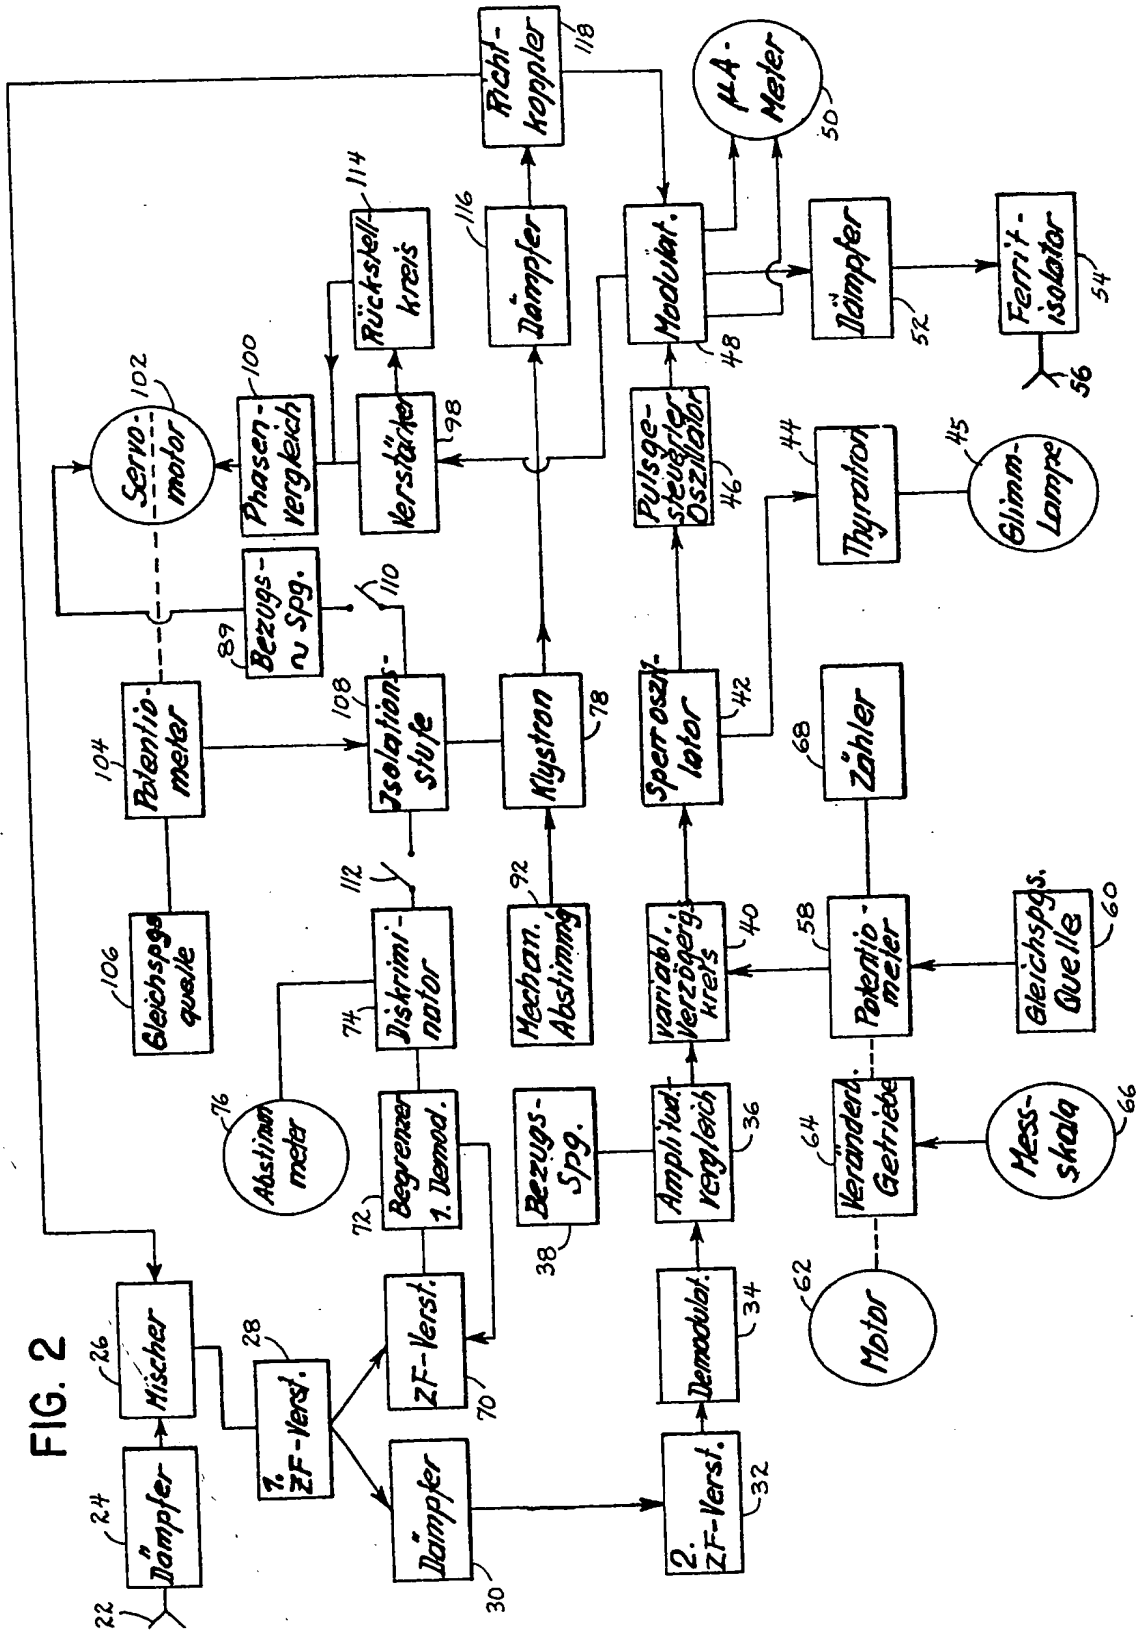 FIG. 2
22
24
Dämpfer
26
Mischer
28
1.
ZF-Verst.
30
Dämpfer
70
ZF-Verst.
32
2.
ZF-Verst.
34
Demodulat.
72
Begrenzer
1. Demod.
76
Abstimm
meter
74
Diskrimi-
nator
112
38
Bezugs-
Spg.
36
Amplitud.
vergleich
106
Gleichspgs
quelle
104
Potentio-
meter
108
Isolations-
stufe
110
89
Bezugs-
~ Spg.
102
Servo-
motor
100
Phasen-
vergleich
98
Verstärker
114
Rückstell-
kreis
92
Mechan.
Abstimmg
78
Klystron
116
Dämpfer
118
Richt-
koppler
40
variabl.
Verzögergs
kreis
42
Sperroszil-
lator
46
Pulsge-
steuerter
Oszillator
48
Modulat.
50
µA-
Meter
52
Dämpfer
54
Ferrit-
isolator
56
44
Thyratron
45
Glimm-
Lampe
62
Motor
64
Veränderl.
Getriebe
66
Mess-
skala
58
Potentio-
meter
60
Gleichspgs.
Quelle
68
Zähler